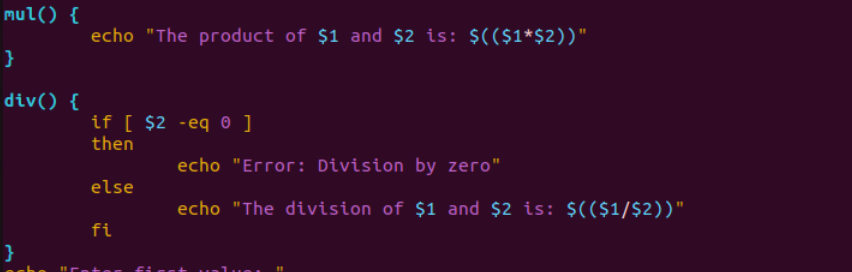 mul() {
        echo "The product of $1 and $2 is: $(($1*$2))"
}

div() {
        if [ $2 -eq 0 ]
        then
                echo "Error: Division by zero"
        else
                echo "The division of $1 and $2 is: $(($1/$2))"
        fi
}
echo "Enter first value: "